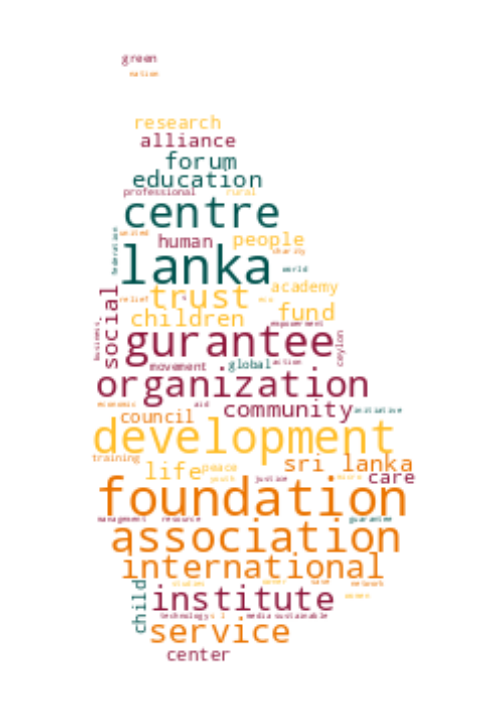 green
nation
research
alliance
forum
education
professional rural
centre
united
human people
charity
federation
lanka
world
academy
social
relief trust eco
children fund
empowerment
business
gurantee
ceylon
movement global action
organization
economic aid
council community initiative
development
training
life peace sri lanka
youth justice care
foundation
management resource guarantee
association
international
studies career save network
child
institute women
technology media sustainable
service
center